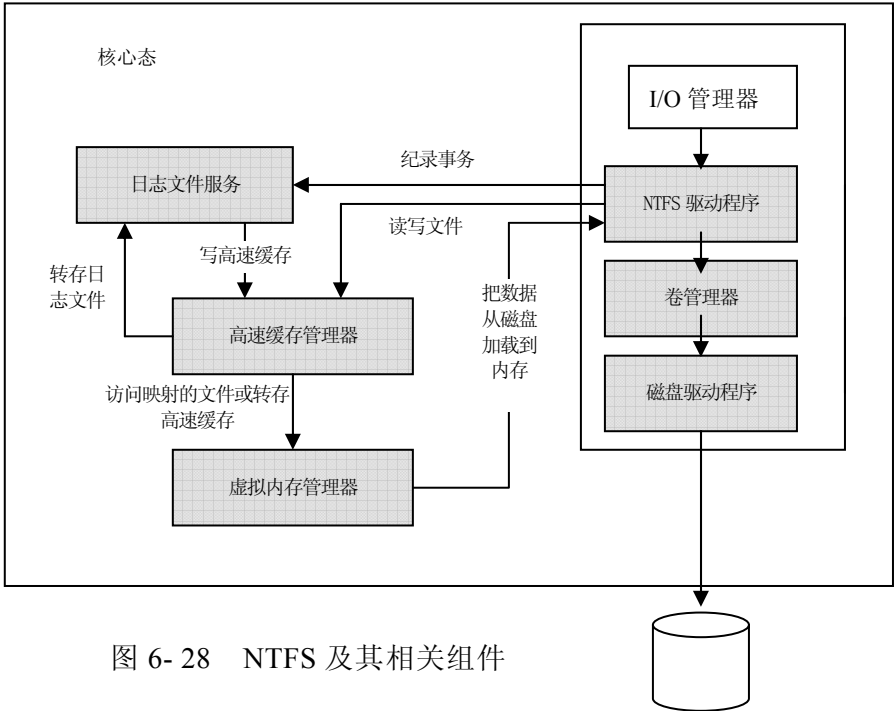 核心态
I/O 管理器
纪录事务
日志文件服务
NTFS 驱动程序
读写文件
写高速缓存
转存日
志文件
把数据
从磁盘
加载到
内存
卷管理器
高速缓存管理器
访问映射的文件或转存
高速缓存
磁盘驱动程序
虚拟内存管理器
图 6- 28 NTFS 及其相关组件